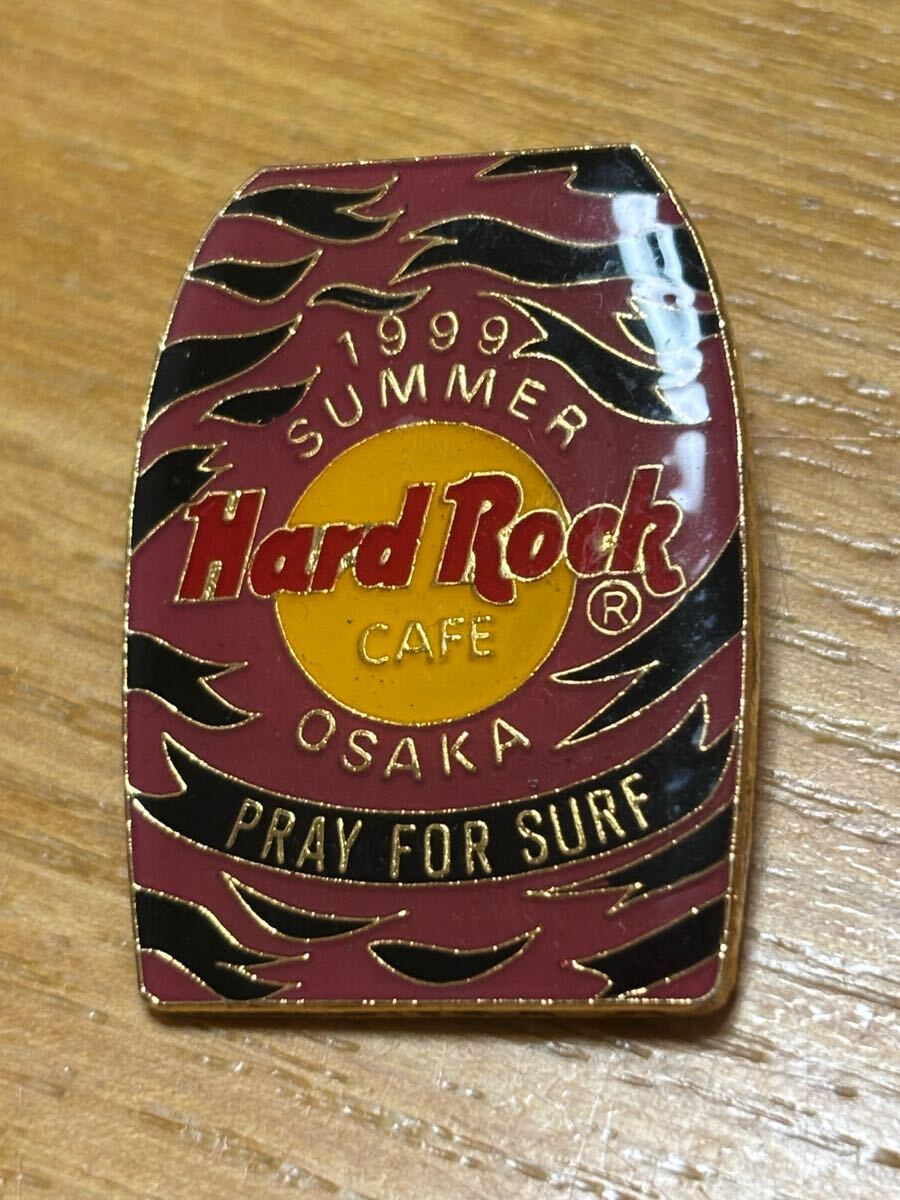 1999
SUMMER
Hard Rock
®
CAFE
OSAKA
PRAY FOR SURF